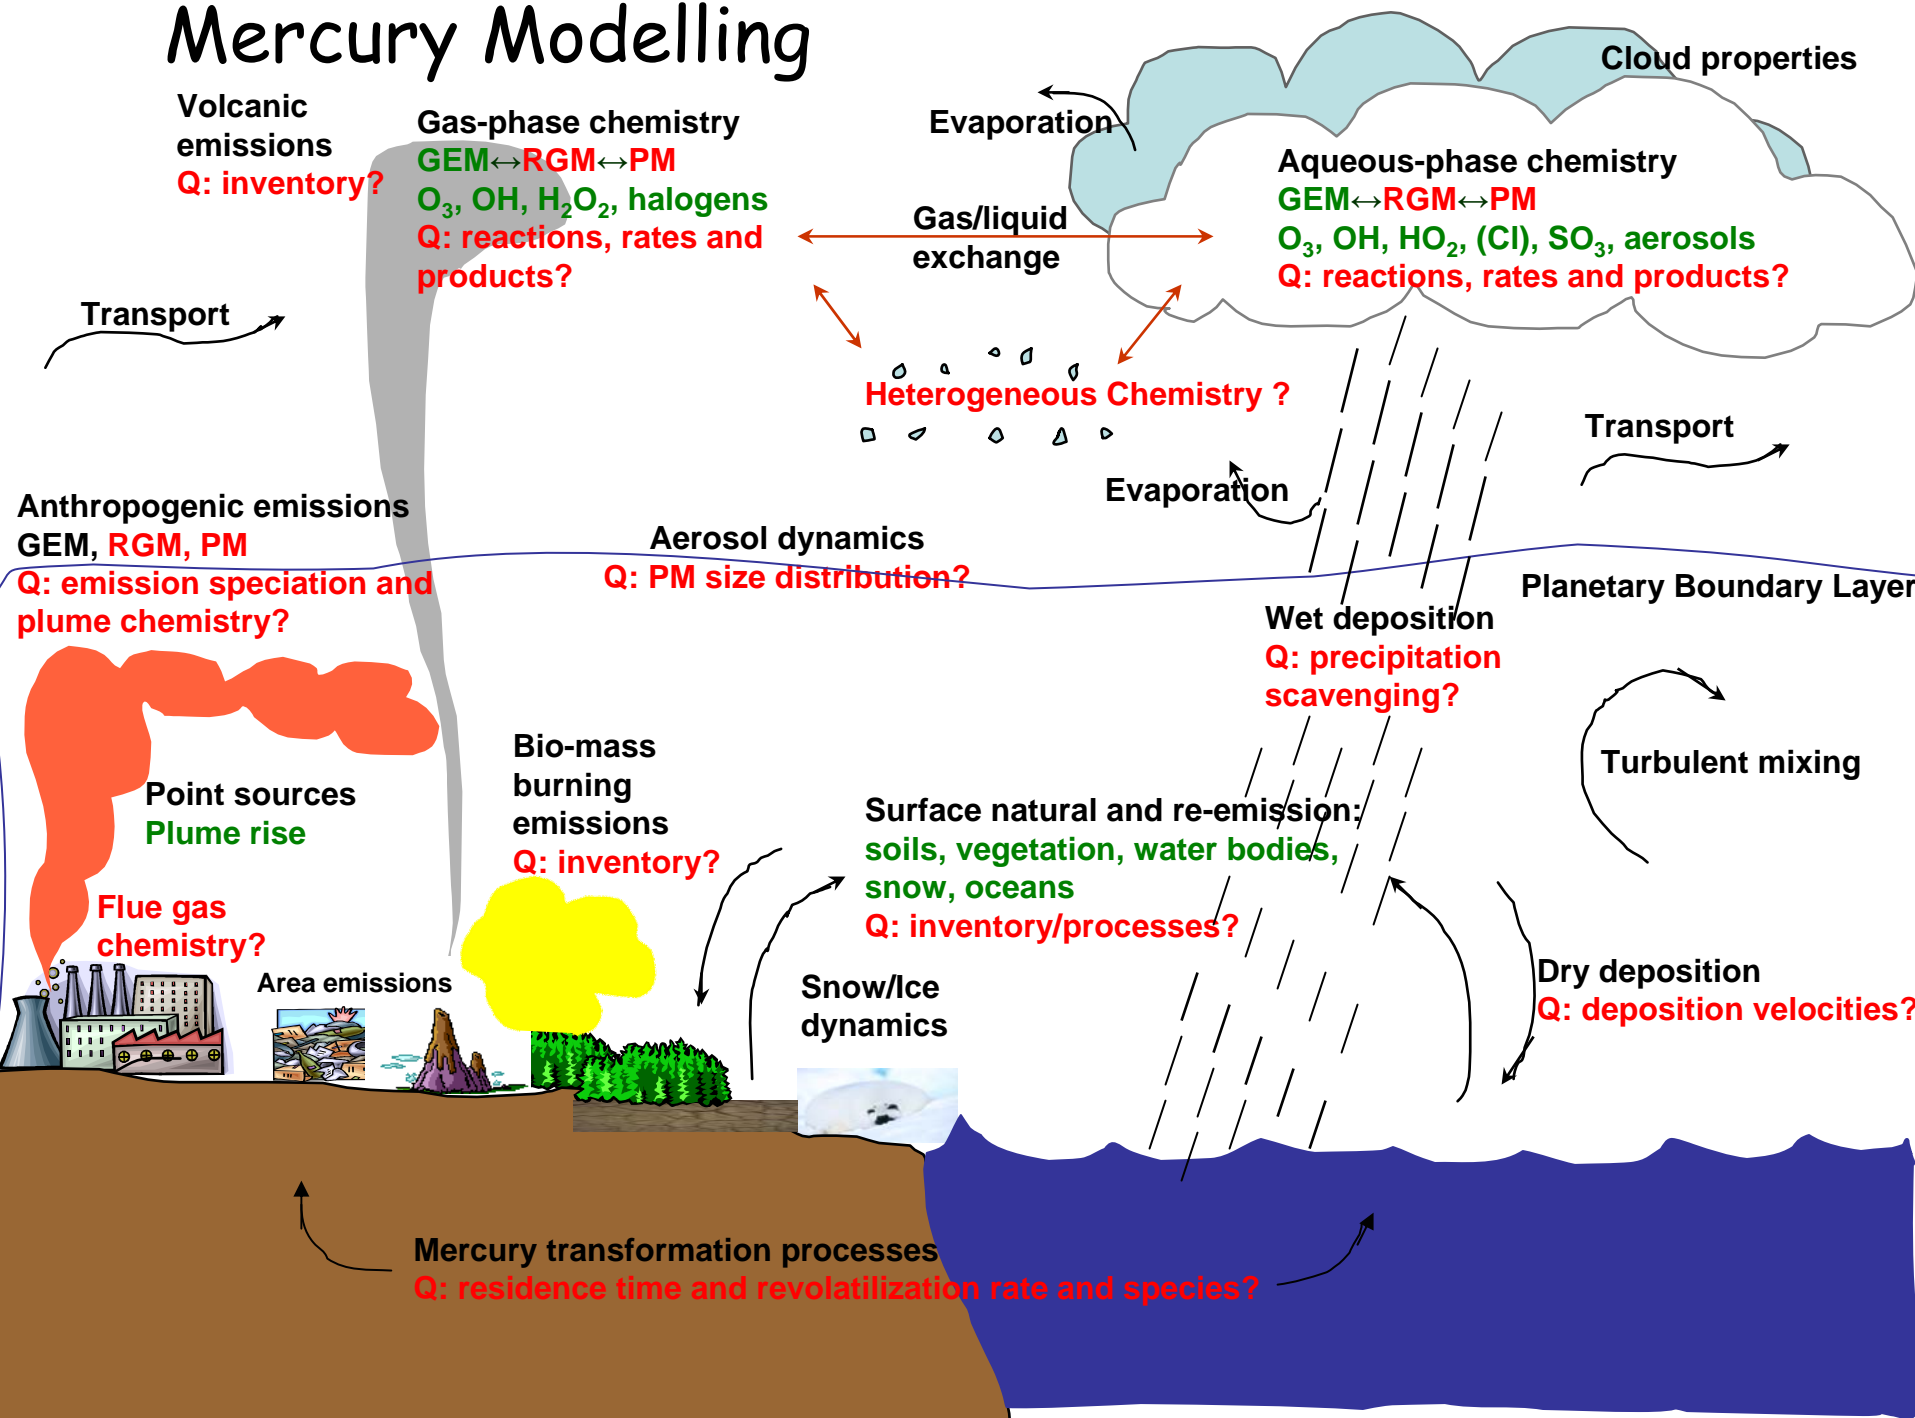 Mercury Modelling
Cloud properties
Volcanic
emissions
Q: inventory?
Gas-phase chemistry
GEM↔RGM↔PM
O₃, OH, H₂O₂, halogens
Q: reactions, rates and
products?
Evaporation
Gas/liquid
exchange
Aqueous-phase chemistry
GEM↔RGM↔PM
O₃, OH, HO₂, (Cl), SO₃, aerosols
Q: reactions, rates and products?
Transport
Heterogeneous Chemistry ?
Transport
Evaporation
Anthropogenic emissions
GEM, RGM, PM
Q: emission speciation and
plume chemistry?
Aerosol dynamics
Q: PM size distribution?
Planetary Boundary Layer
Wet deposition
Q: precipitation
scavenging?
Turbulent mixing
Point sources
Plume rise
Bio-mass
burning
emissions
Q: inventory?
Surface natural and re-emission:
soils, vegetation, water bodies,
snow, oceans
Q: inventory/processes?
Flue gas
chemistry?
Area emissions
Snow/Ice
dynamics
Dry deposition
Q: deposition velocities?
Mercury transformation processes
Q: residence time and revolatilization rate and species?